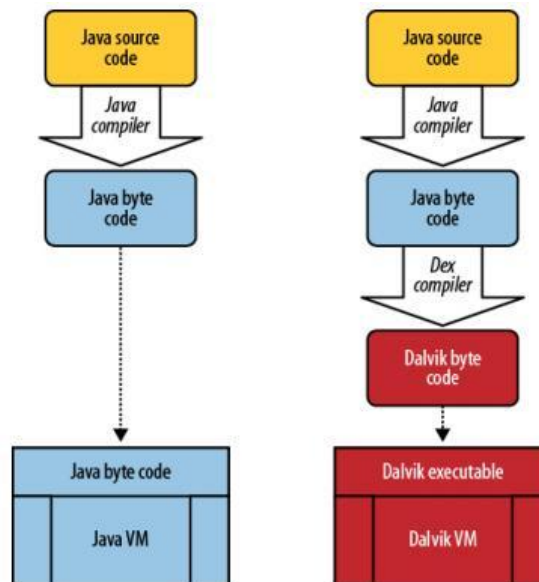 Java source
code
Java
compiler
Java byte
code
Java byte code
Java VM
Java source
code
Java
compiler
Java byte
code
Dex
compiler
Dalvik byte
code
Dalvik executable
Dalvik VM